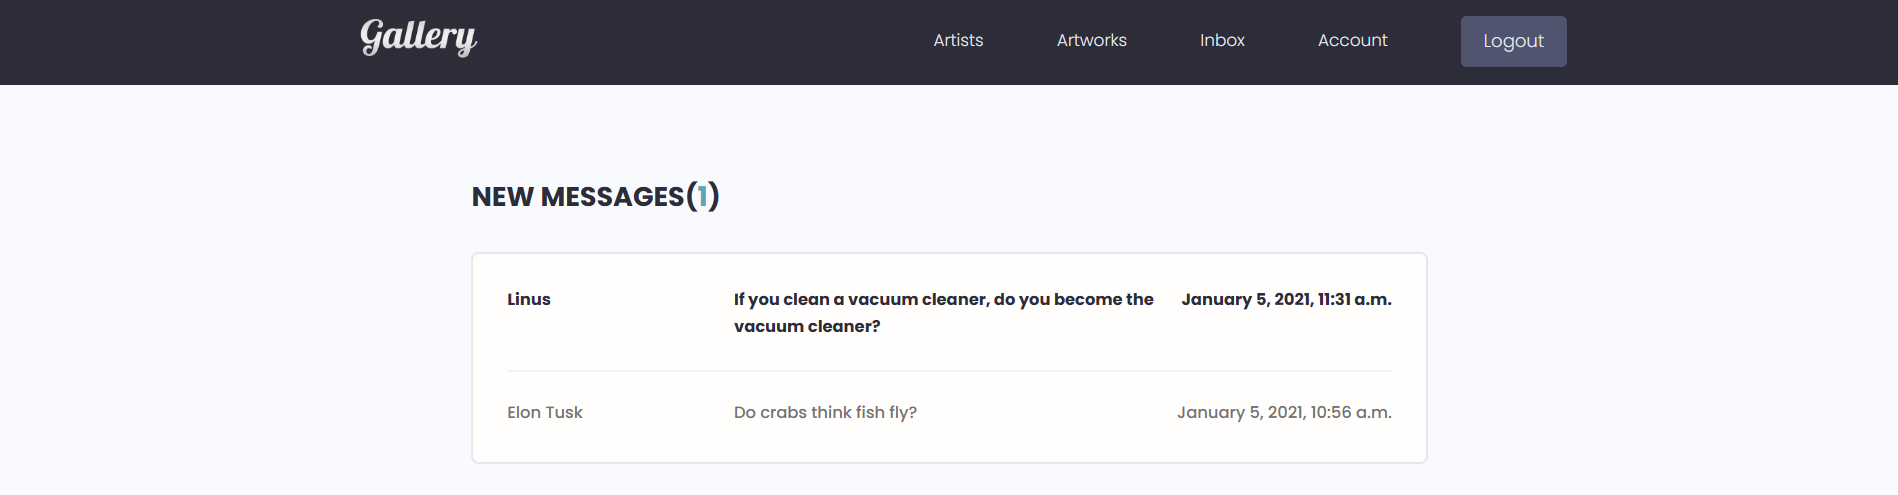 Gallery
Artists
Artworks
Inbox
Account
Logout
NEW MESSAGES(1)
Linus
If you clean a vacuum cleaner, do you become the
vacuum cleaner?
January 5, 2021, 11:31 a.m.
Elon Tusk
Do crabs think fish fly?
January 5, 2021, 10:56 a.m.